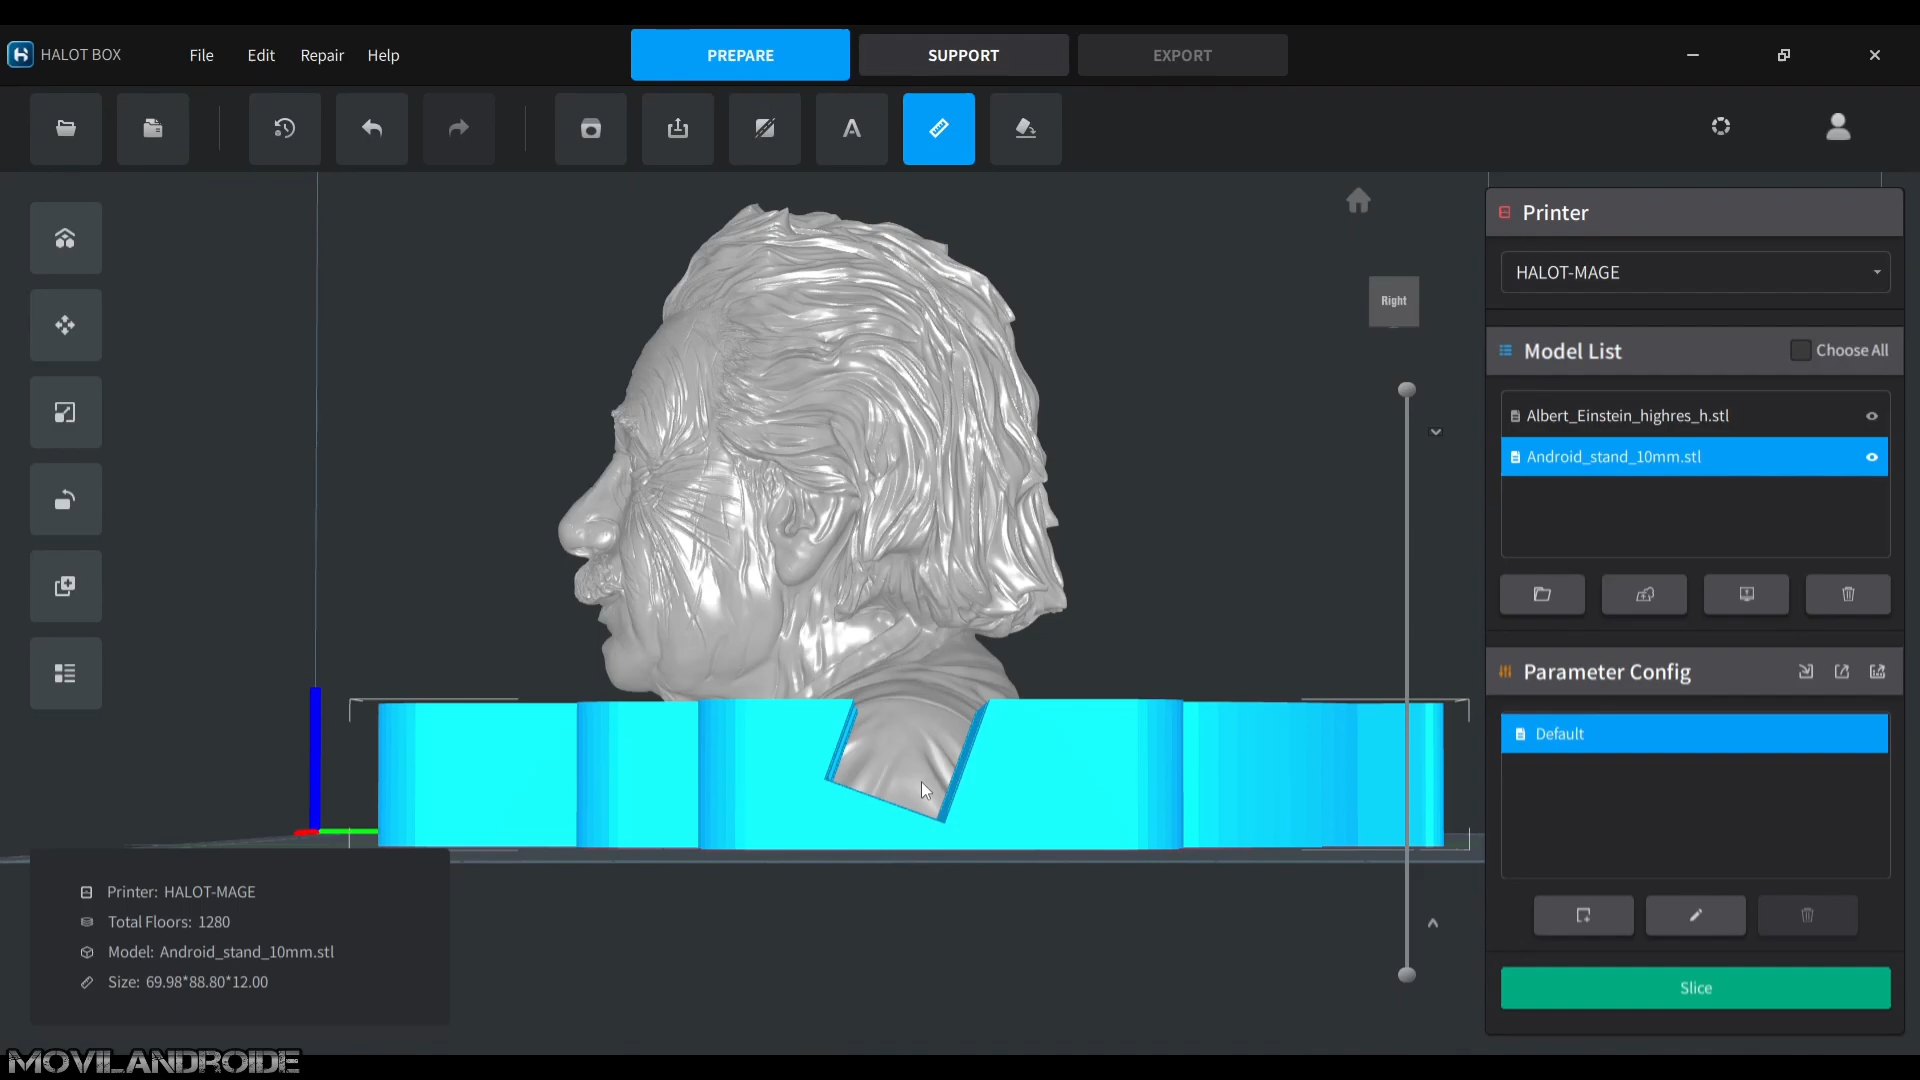 HALOT BOX
File
Edit
Repair
Help
PREPARE
SUPPORT
EXPORT
Right
Printer
HALOT-MAGE
Model List
Choose All
Albert_Einstein_highres_h.stl
Android_stand_10mm.stl
Parameter Config
Default
Slice
Printer: HALOT-MAGE
Total Floors: 1280
Model: Android_stand_10mm.stl
Size: 69.98*88.80*12.00
MOVILANDROIDE